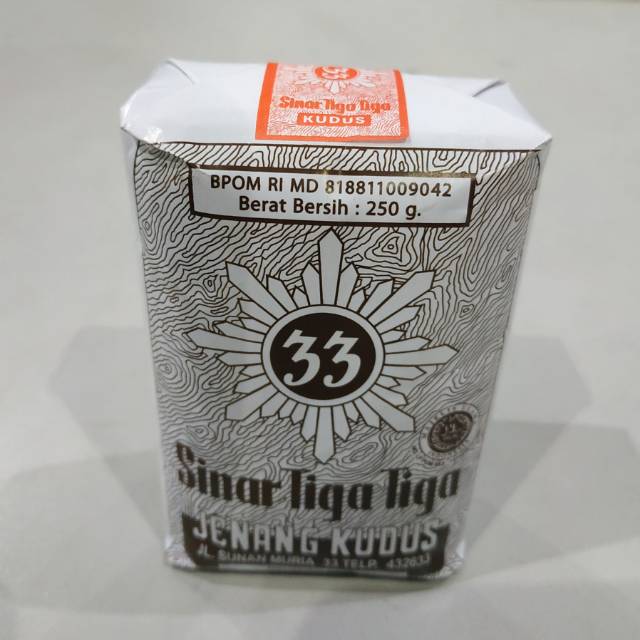 33
Sinar Tiga Tiga
KUDUS
BPOM RI MD 818811009042
Berat Bersih : 250 g.
33
Sinar Tiga Tiga
JENANG KUDUS
JL. SUNAN MURIA 33 TELP. 432633